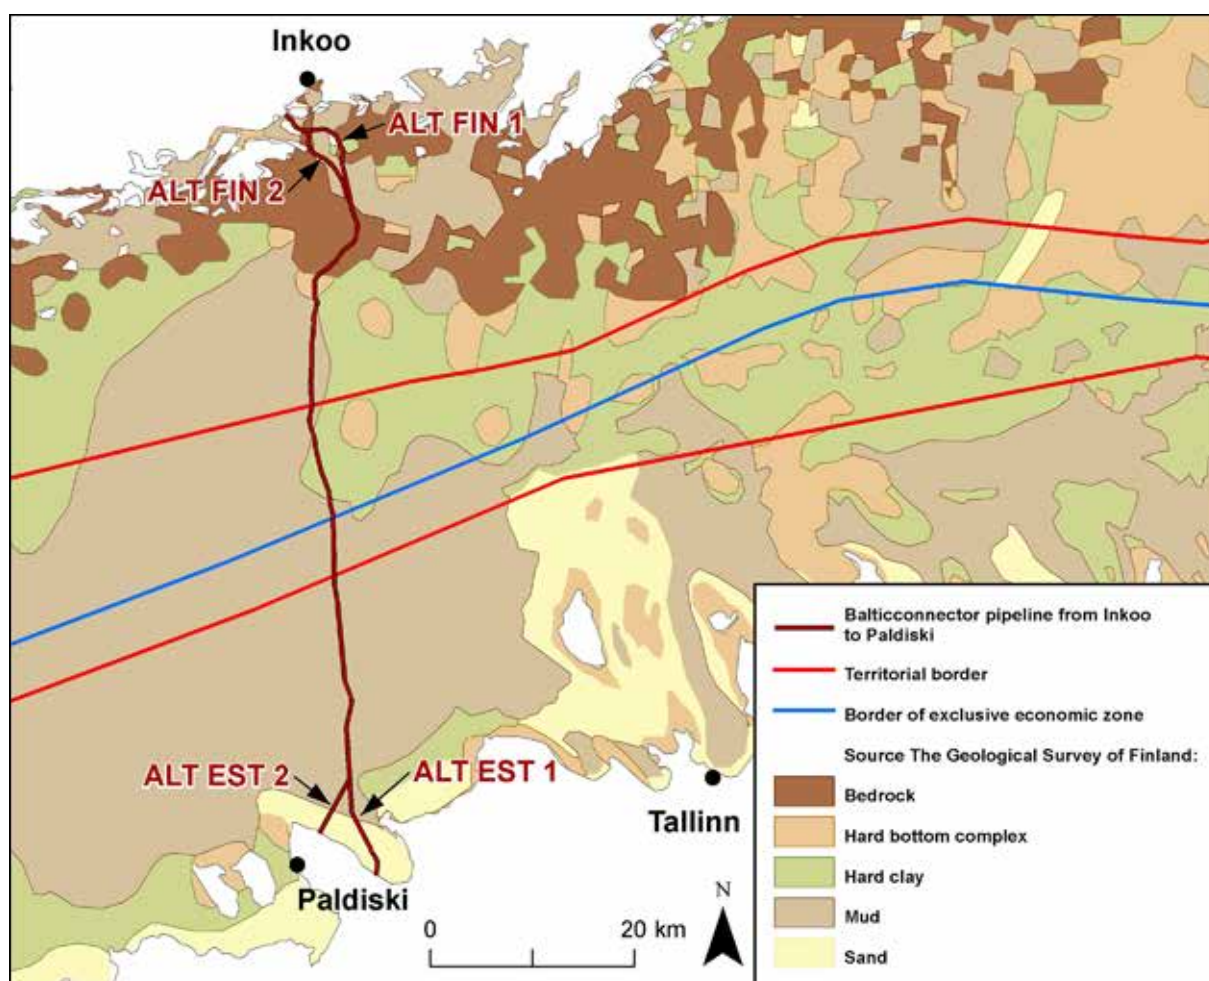 Inkoo
ALT FIN 1
ALT FIN 2
ALT EST 2
ALT EST 1
Tallinn
Paldiski
0
20 km
N
Balticconnector pipeline from Inkoo
to Paldiski
Territorial border
Border of exclusive economic zone
Source The Geological Survey of Finland:
Bedrock
Hard bottom complex
Hard clay
Mud
Sand